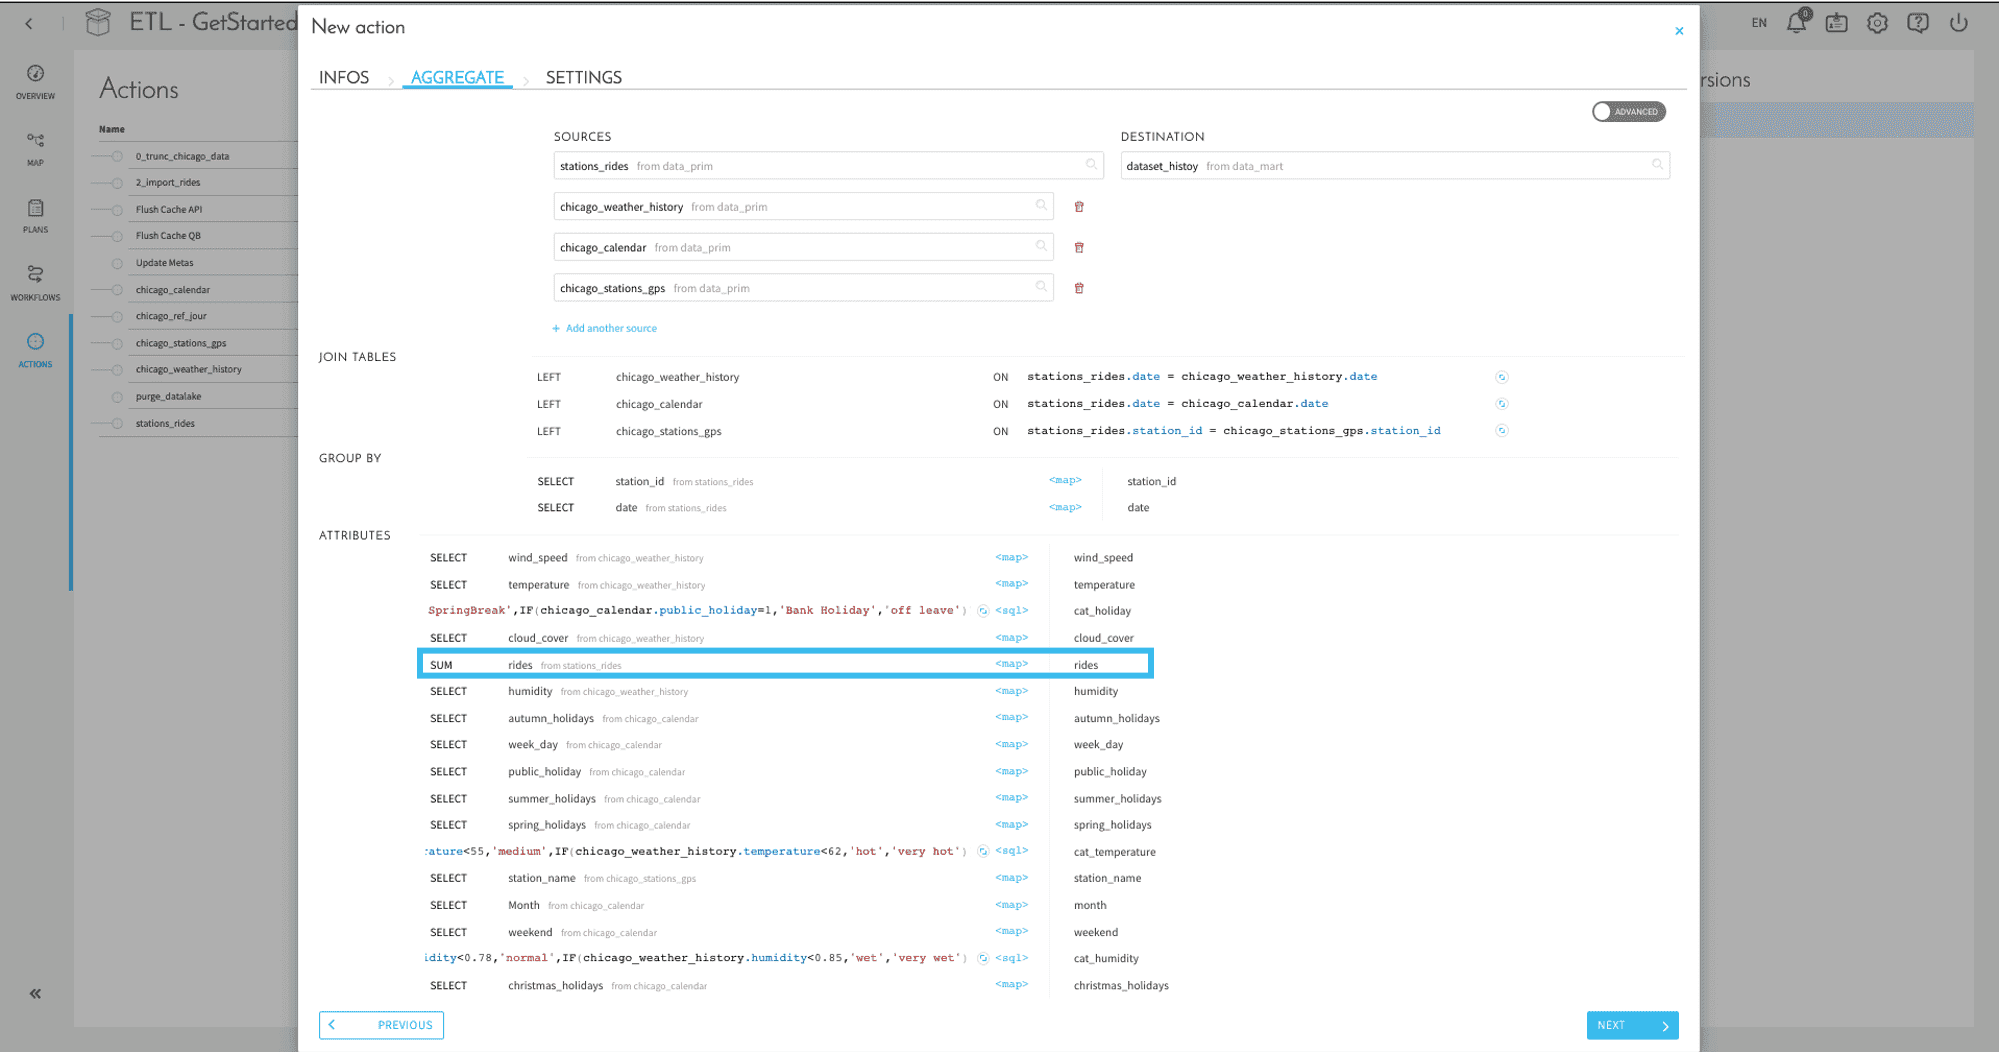 ETL - GetStarted
EN
0
New action
×
INFOS > AGGREGATE > SETTINGS
ADVANCED
OVERVIEW
MAP
PLANS
WORKFLOWS
ACTIONS
Actions
Name
0_trunc_chicago_data
2_import_rides
Flush Cache API
Flush Cache QB
Update Metas
chicago_calendar
chicago_ref_jour
chicago_stations_gps
chicago_weather_history
purge_datalake
stations_rides
rsions
SOURCES
stations_rides from data_prim
chicago_weather_history from data_prim
chicago_calendar from data_prim
chicago_stations_gps from data_prim
+ Add another source
DESTINATION
dataset_histoy from data_mart
JOIN TABLES
LEFT chicago_weather_history ON stations_rides.date = chicago_weather_history.date
LEFT chicago_calendar ON stations_rides.date = chicago_calendar.date
LEFT chicago_stations_gps ON stations_rides.station_id = chicago_stations_gps.station_id
GROUP BY
SELECT station_id from stations_rides <map> station_id
SELECT date from stations_rides <map> date
ATTRIBUTES
SELECT wind_speed from chicago_weather_history <map> wind_speed
SELECT temperature from chicago_weather_history <map> temperature
SpringBreak',IF(chicago_calendar.public_holiday=1,'Bank Holiday','off leave') <sql> cat_holiday
SELECT cloud_cover from chicago_weather_history <map> cloud_cover
SUM rides from stations_rides <map> rides
SELECT humidity from chicago_weather_history <map> humidity
SELECT autumn_holidays from chicago_calendar <map> autumn_holidays
SELECT week_day from chicago_calendar <map> week_day
SELECT public_holiday from chicago_calendar <map> public_holiday
SELECT summer_holidays from chicago_calendar <map> summer_holidays
SELECT spring_holidays from chicago_calendar <map> spring_holidays
rature<55,'medium',IF(chicago_weather_history.temperature<62,'hot','very hot') <sql> cat_temperature
SELECT station_name from chicago_stations_gps <map> station_name
SELECT Month from chicago_calendar <map> month
SELECT weekend from chicago_calendar <map> weekend
idity<0.78,'normal',IF(chicago_weather_history.humidity<0.85,'wet','very wet') <sql> cat_humidity
SELECT christmas_holidays from chicago_calendar <map> christmas_holidays
PREVIOUS
NEXT